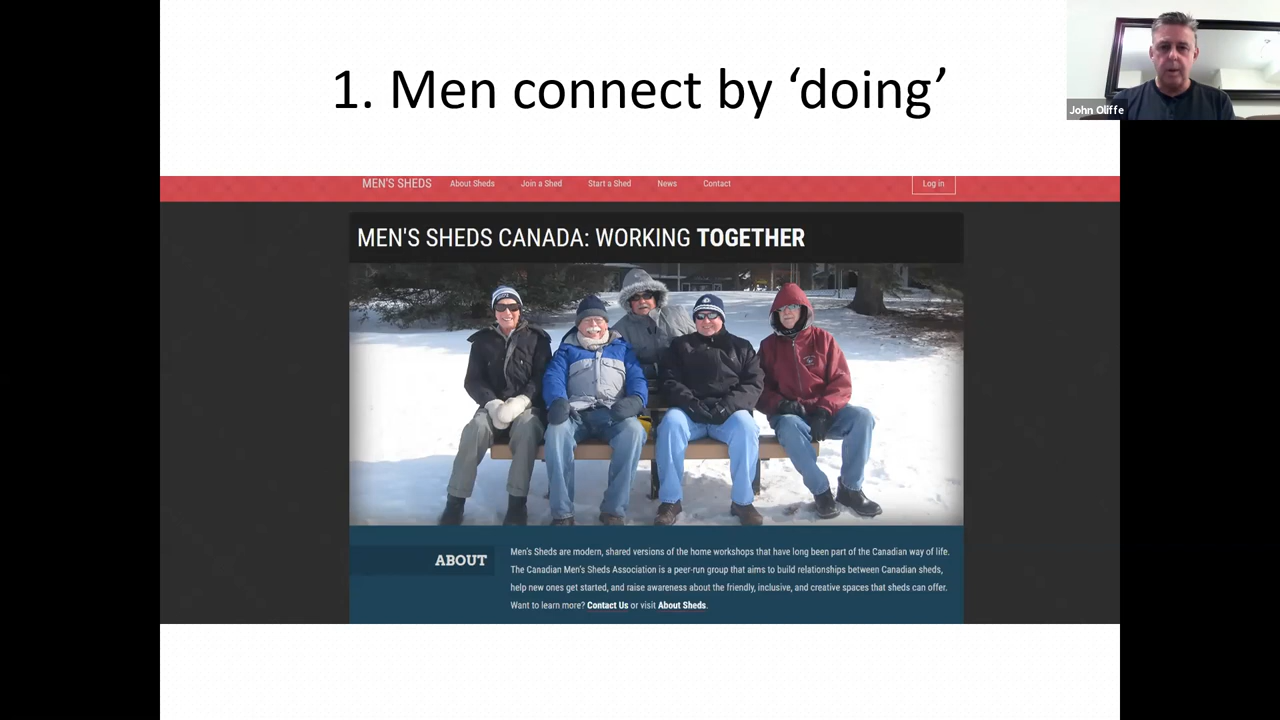 1. Men connect by ‘doing’
John Oliffe
MEN'S SHEDS About Sheds Join a Shed Start a Shed News Contact Log in
MEN'S SHEDS CANADA: WORKING TOGETHER
ABOUT
Men's Sheds are modern, shared versions of the home workshops that have long been part of the Canadian way of life.
The Canadian Men's Sheds Association is a peer-run group that aims to build relationships between Canadian sheds,
help new ones get started, and raise awareness about the friendly, inclusive, and creative spaces that sheds can offer.
Want to learn more? Contact Us or visit About Sheds.